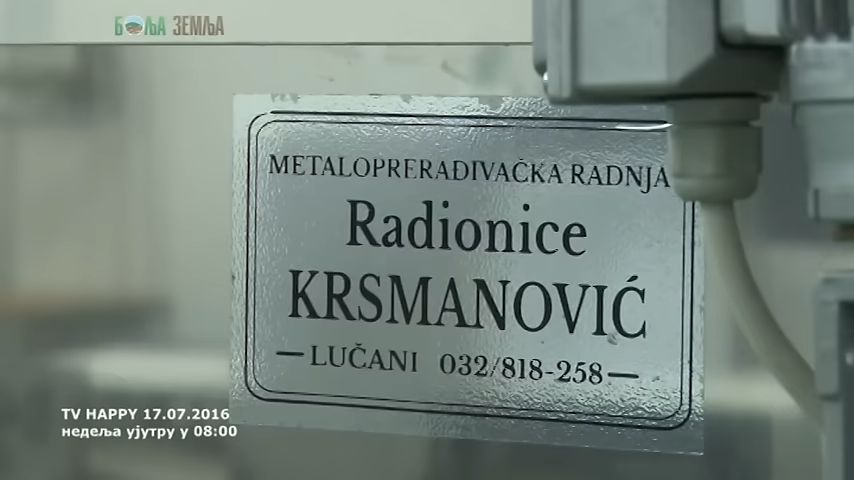 БОЉА ЗЕМЉА
METALOPRERAĐIVAČKA RADNJA
Radionice
KRSMANOVIĆ
LUČANI 032/818-258
TV HAPPY 17.07.2016
недеља ујутру у 08:00